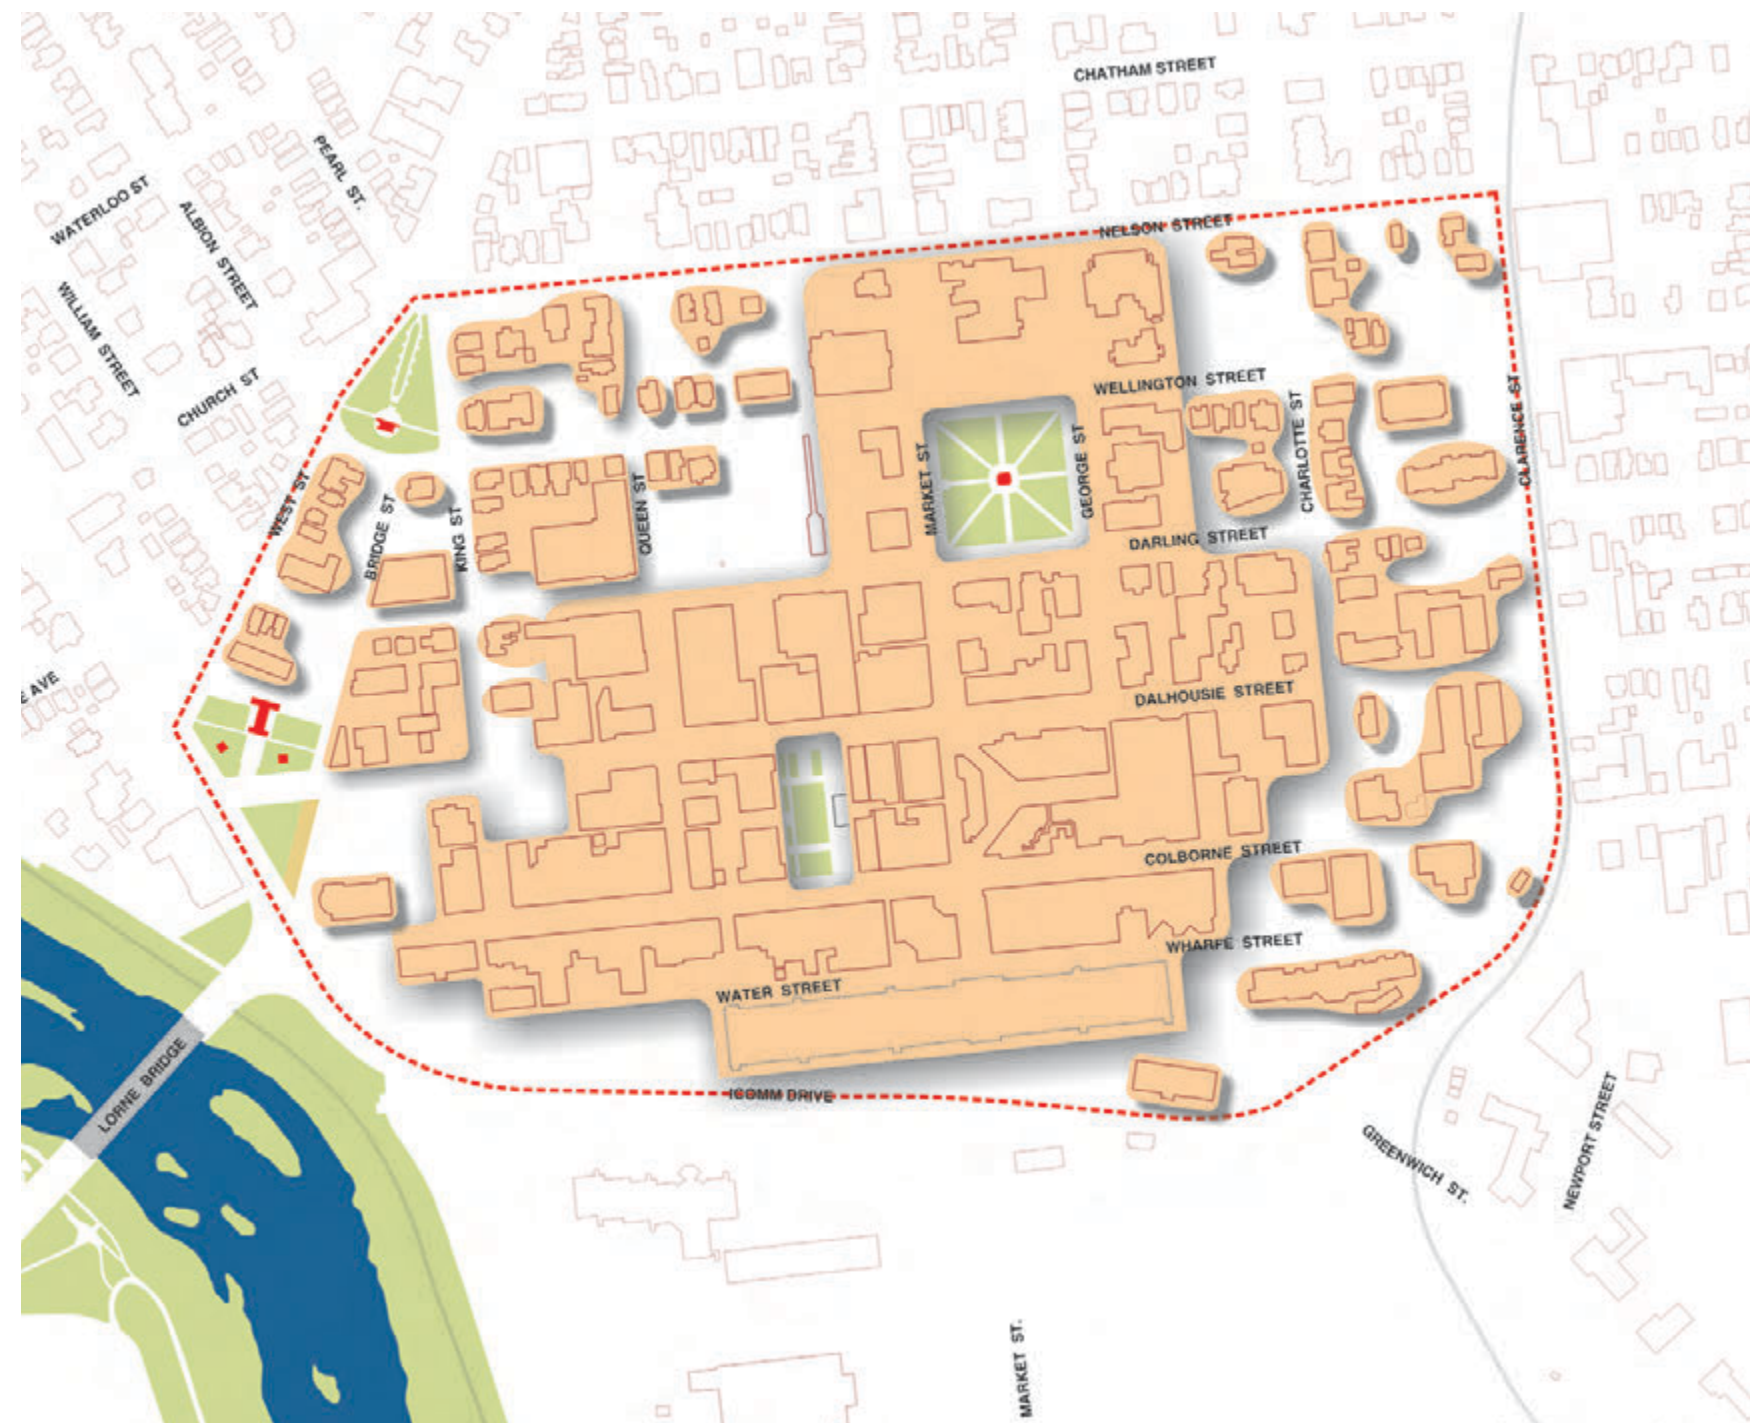 CHATHAM STREET
PEARL ST.
WATERLOO ST
ALBION STREET
NELSON STREET
WILLIAM STREET
CHURCH ST
WELLINGTON STREET
CLARENCE ST
CHARLOTTE ST
GEORGE ST
MARKET ST
QUEEN ST
WEST ST
BRIDGE ST
KING ST
DARLING STREET
E AVE
DALHOUSIE STREET
COLBORNE STREET
WHARFE STREET
WATER STREET
LORNE BRIDGE
ICOMM DRIVE
GREENWICH ST.
NEWPORT STREET
MARKET ST.